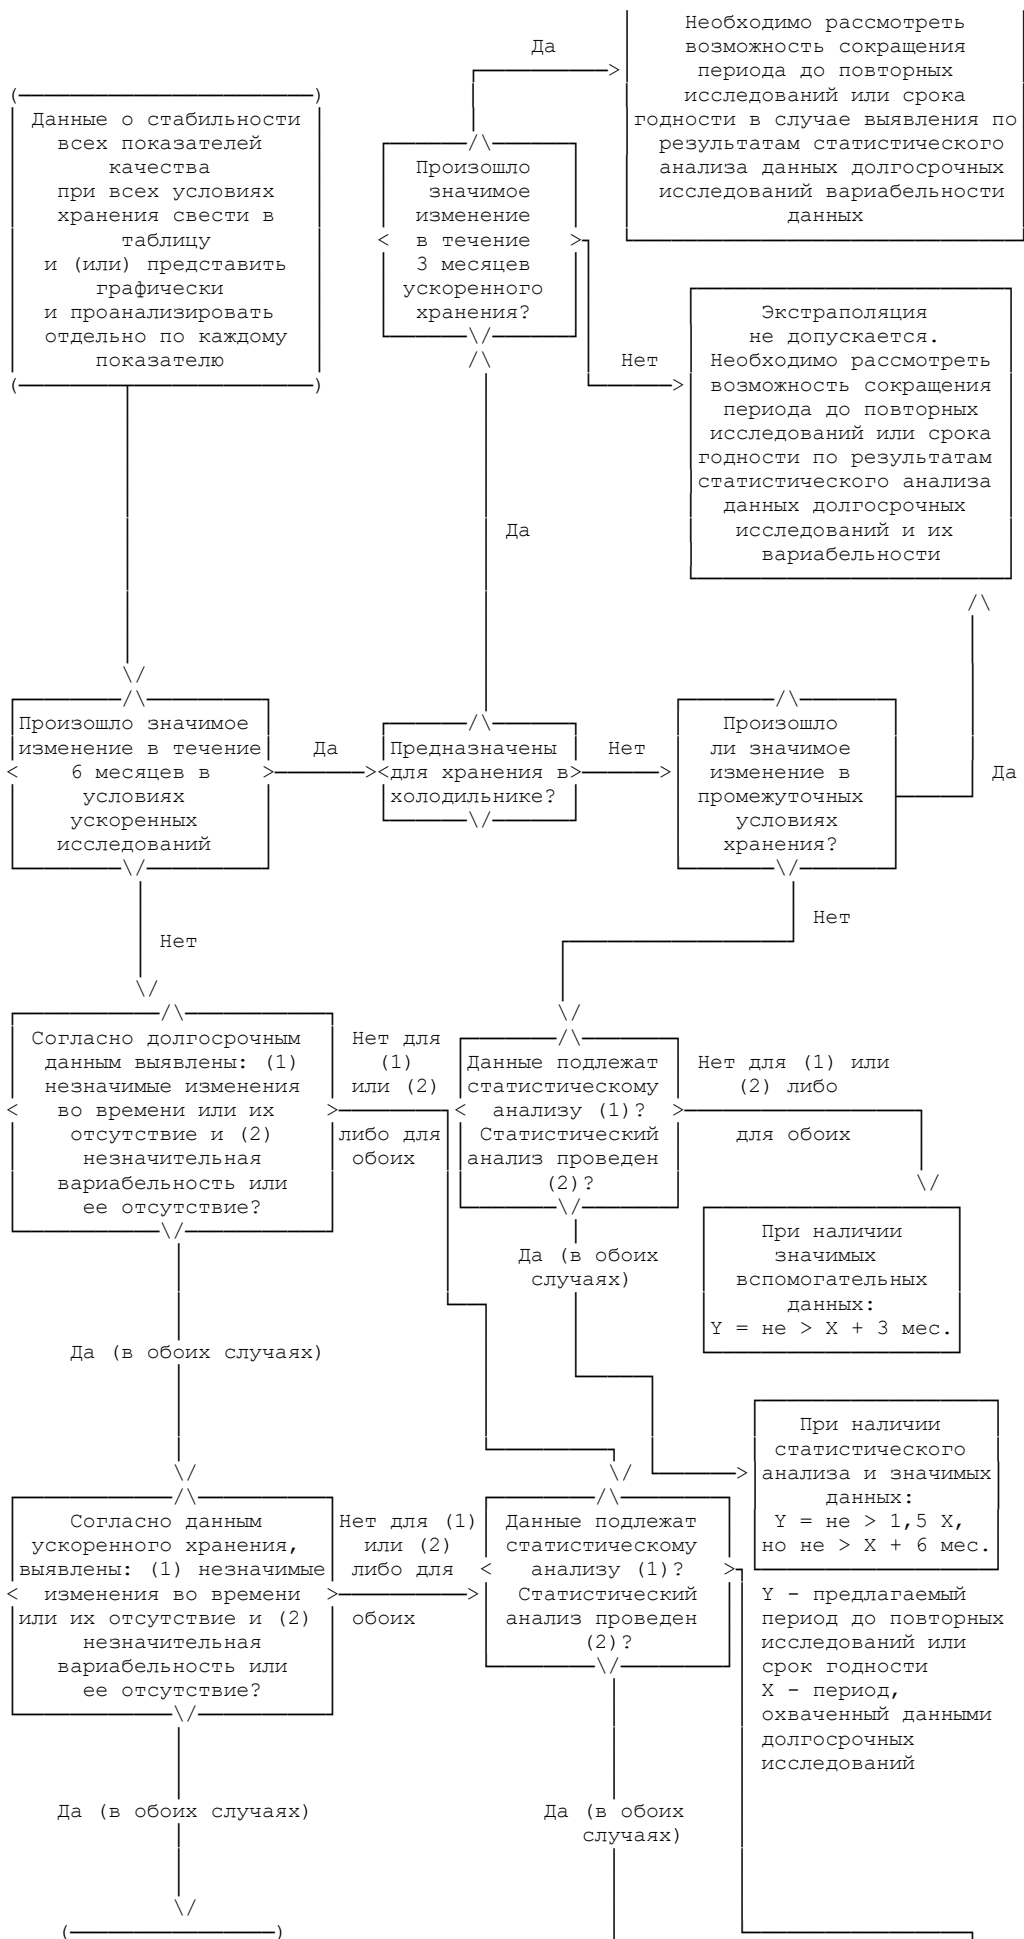 Необходимо рассмотреть
возможность сокращения
периода до повторных
исследований или срока
годности в случае выявления по
результатам статистического
анализа данных долгосрочных
исследований вариабельности
данных
Да
Данные о стабильности
всех показателей
качества
при всех условиях
хранения свести в
таблицу
и (или) представить
графически
и проанализировать
отдельно по каждому
показателю
Произошло
значимое
изменение
в течение
3 месяцев
ускоренного
хранения?
Нет
Экстраполяция
не допускается.
Необходимо рассмотреть
возможность сокращения
периода до повторных
исследований или срока
годности по результатам
статистического анализа
данных долгосрочных
исследований и их
вариабельности
Да
Произошло значимое
изменение в течение
6 месяцев в
условиях
ускоренных
исследований
Да
Предназначены
для хранения в
холодильнике?
Нет
Произошло
ли значимое
изменение в
промежуточных
условиях
хранения?
Да
Нет
Нет
Согласно долгосрочным
данным выявлены: (1)
незначимые изменения
во времени или их
отсутствие и (2)
незначительная
вариабельность или
ее отсутствие?
Нет для
(1)
или (2)
либо для
обоих
Данные подлежат
статистическому
анализу (1)?
Статистический
анализ проведен
(2)?
Нет для (1) или
(2) либо
для обоих
Да (в обоих
случаях)
При наличии
значимых
вспомогательных
данных:
Y = не > X + 3 мес.
Да (в обоих случаях)
При наличии
статистического
анализа и значимых
данных:
Y = не > 1,5 X,
но не > X + 6 мес.
Согласно данным
ускоренного хранения,
выявлены: (1) незначимые
изменения во времени
или их отсутствие и (2)
незначительная
вариабельность или
ее отсутствие?
Нет для (1)
или (2)
либо для
обоих
Данные подлежат
статистическому
анализу (1)?
Статистический
анализ проведен
(2)?
Y - предлагаемый
период до повторных
исследований или
срок годности
X - период,
охваченный данными
долгосрочных
исследований
Да (в обоих случаях)
Да (в обоих
случаях)